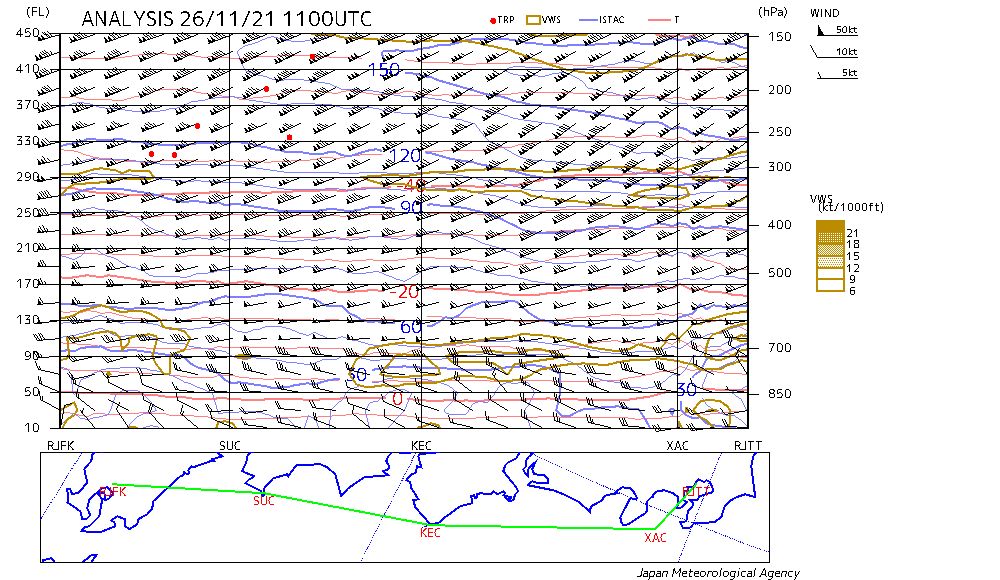 (FL)
ANALYSIS 26/11/21 1100UTC
TRP VWS ISTAC T
(hPa)
WIND
50kt
10kt
5kt
450
410
370
330
290
250
210
170
130
90
50
10
150
120
-40
90
-20
60
30
0
30
150
200
250
300
400
500
700
850
VWS
(kt/1000ft)
21
18
15
12
9
6
RJFK SUC KEC XAC RJTT
RJFK
SUC
KEC
XAC
RJTT
Japan Meteorological Agency